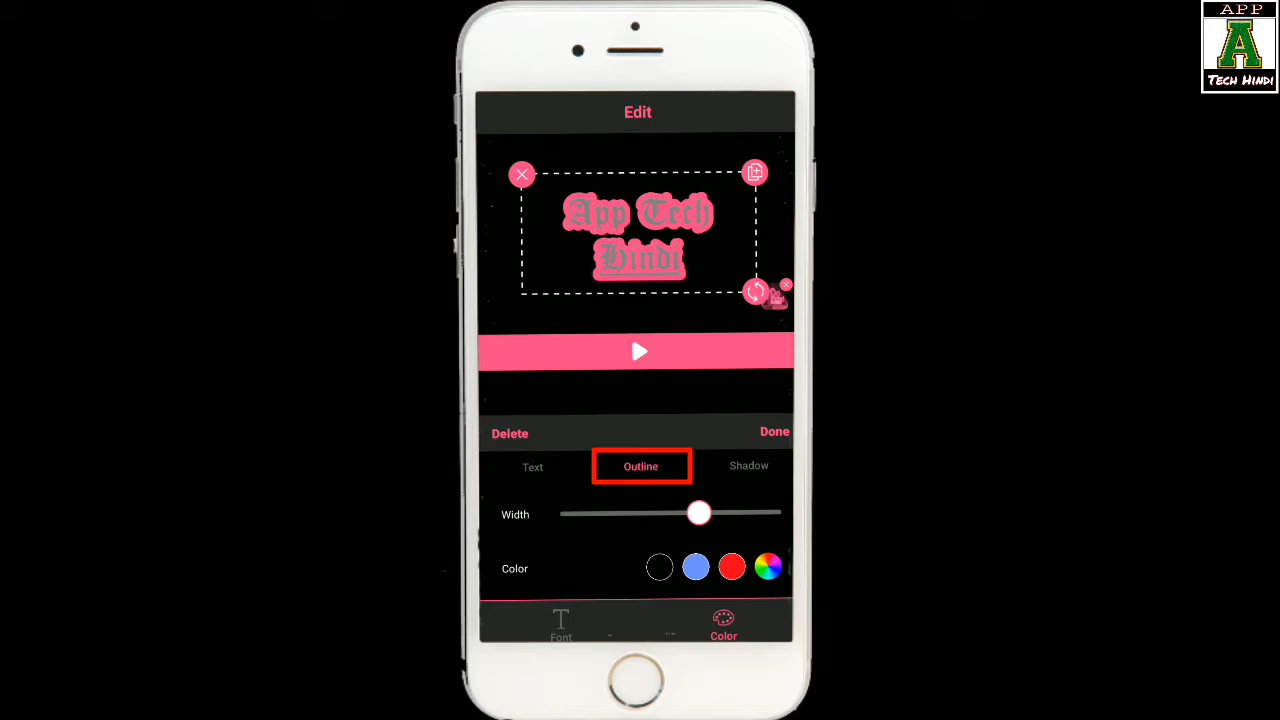 APP
A
TECH HINDI
Edit
App Tech
Hindi
Delete
Done
Text
Outline
Shadow
Width
Color
Font
Color